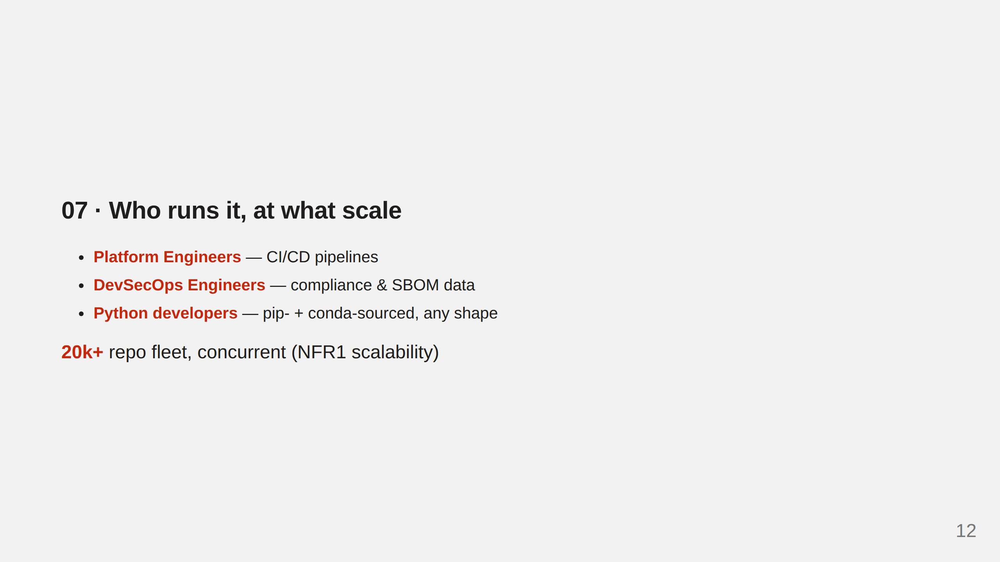 07 · Who runs it, at what scale
• Platform Engineers — CI/CD pipelines
• DevSecOps Engineers — compliance & SBOM data
• Python developers — pip- + conda-sourced, any shape
20k+ repo fleet, concurrent (NFR1 scalability)
12